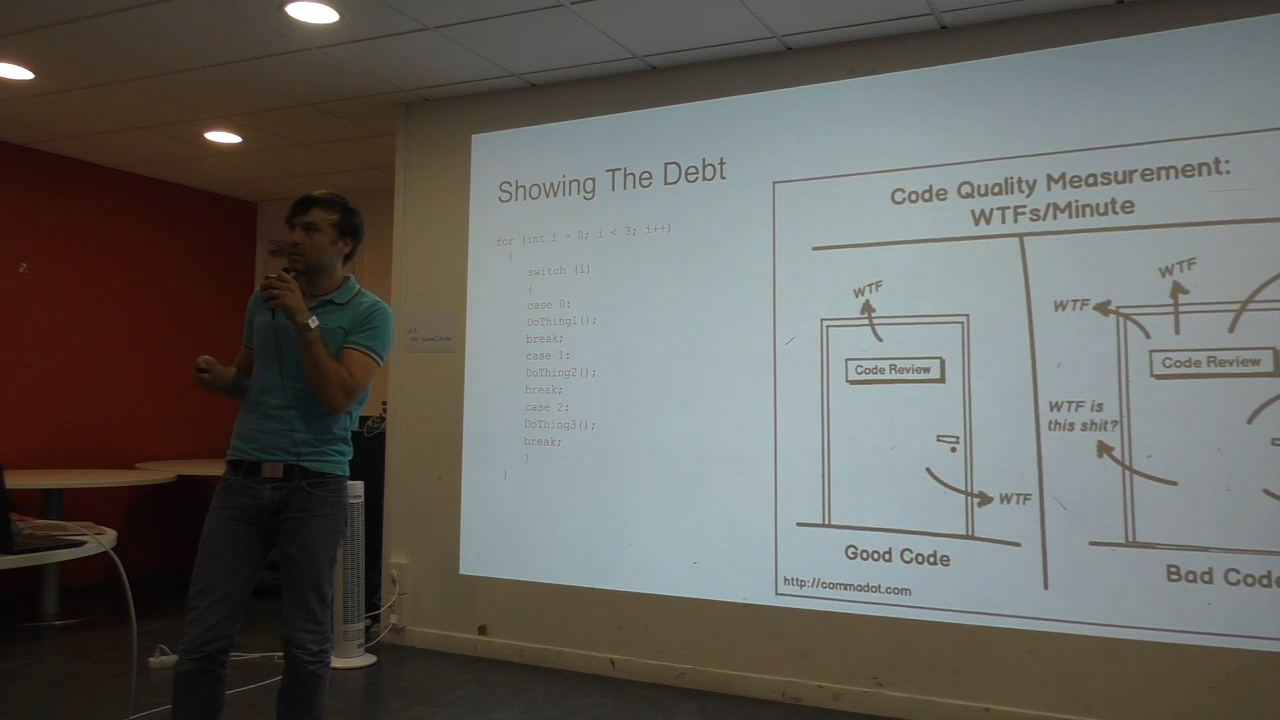 Showing The Debt
for (int i = 0; i < 3; i++)
{
switch (i)
{
case 0:
DoThing1();
break;
case 1:
DoThing2();
break;
case 2:
DoThing3();
break;
}
}
Code Quality Measurement:
WTFs/Minute
WTF
Code Review
WTF
Good Code
http://commadot.com
WTF
WTF
Code Review
WTF is
this shit?
Bad Code